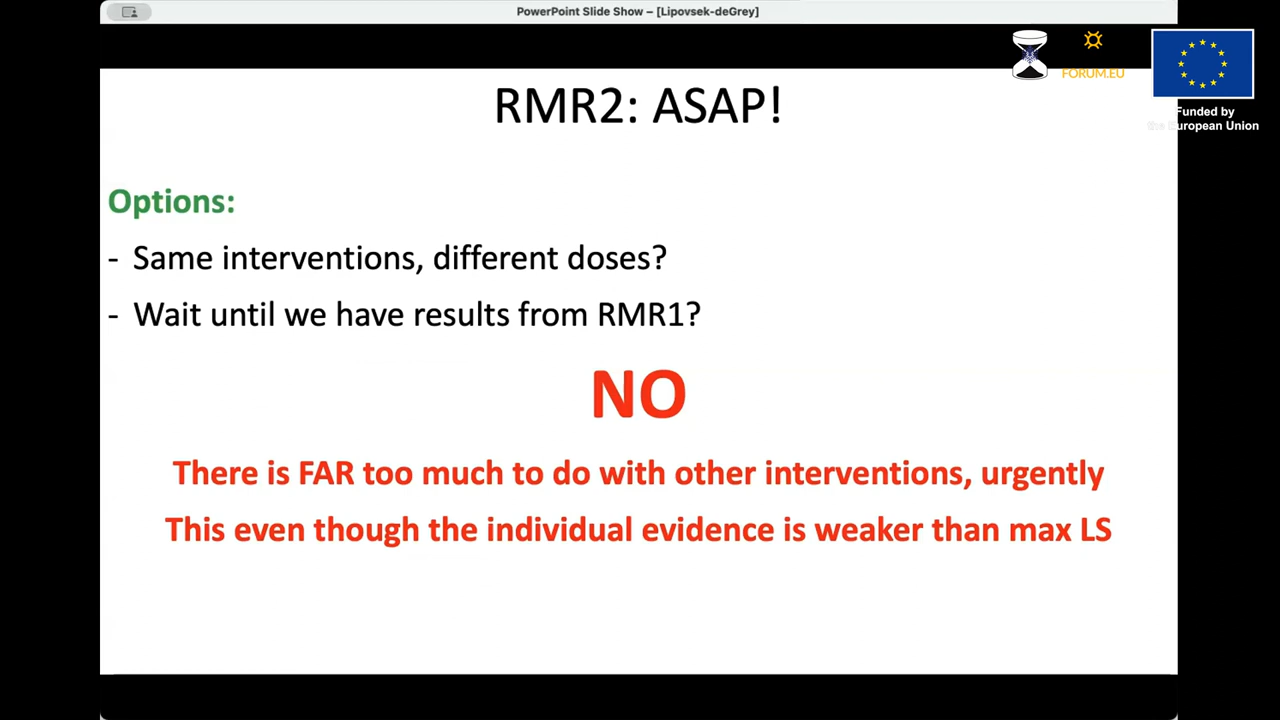 PowerPoint Slide Show – [Lipovsek-deGrey]
FORUM.EU
Funded by
the European Union
RMR2: ASAP!
Options:
- Same interventions, different doses?
- Wait until we have results from RMR1?
NO
There is FAR too much to do with other interventions, urgently
This even though the individual evidence is weaker than max LS